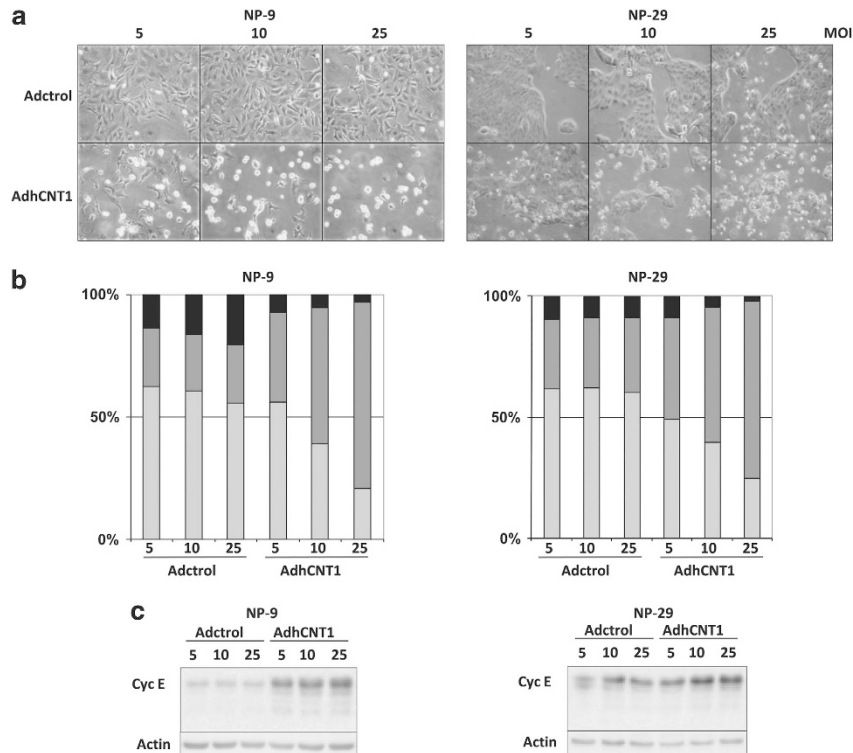 a
NP-9 NP-29
5 10 25 5 10 25 MOI
Adctrol
AdhCNT1
b
NP-9 NP-29
100% 100%
50% 50%
0% 0%
5 10 25 5 10 25 5 10 25 5 10 25
Adctrol AdhCNT1 Adctrol AdhCNT1
c
NP-9 NP-29
Adctrol AdhCNT1 Adctrol AdhCNT1
5 10 25 5 10 25 5 10 25 5 10 25
Cyc E Cyc E
Actin Actin